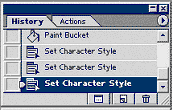 History Actions
Paint Bucket
Set Character Style
Set Character Style
Set Character Style